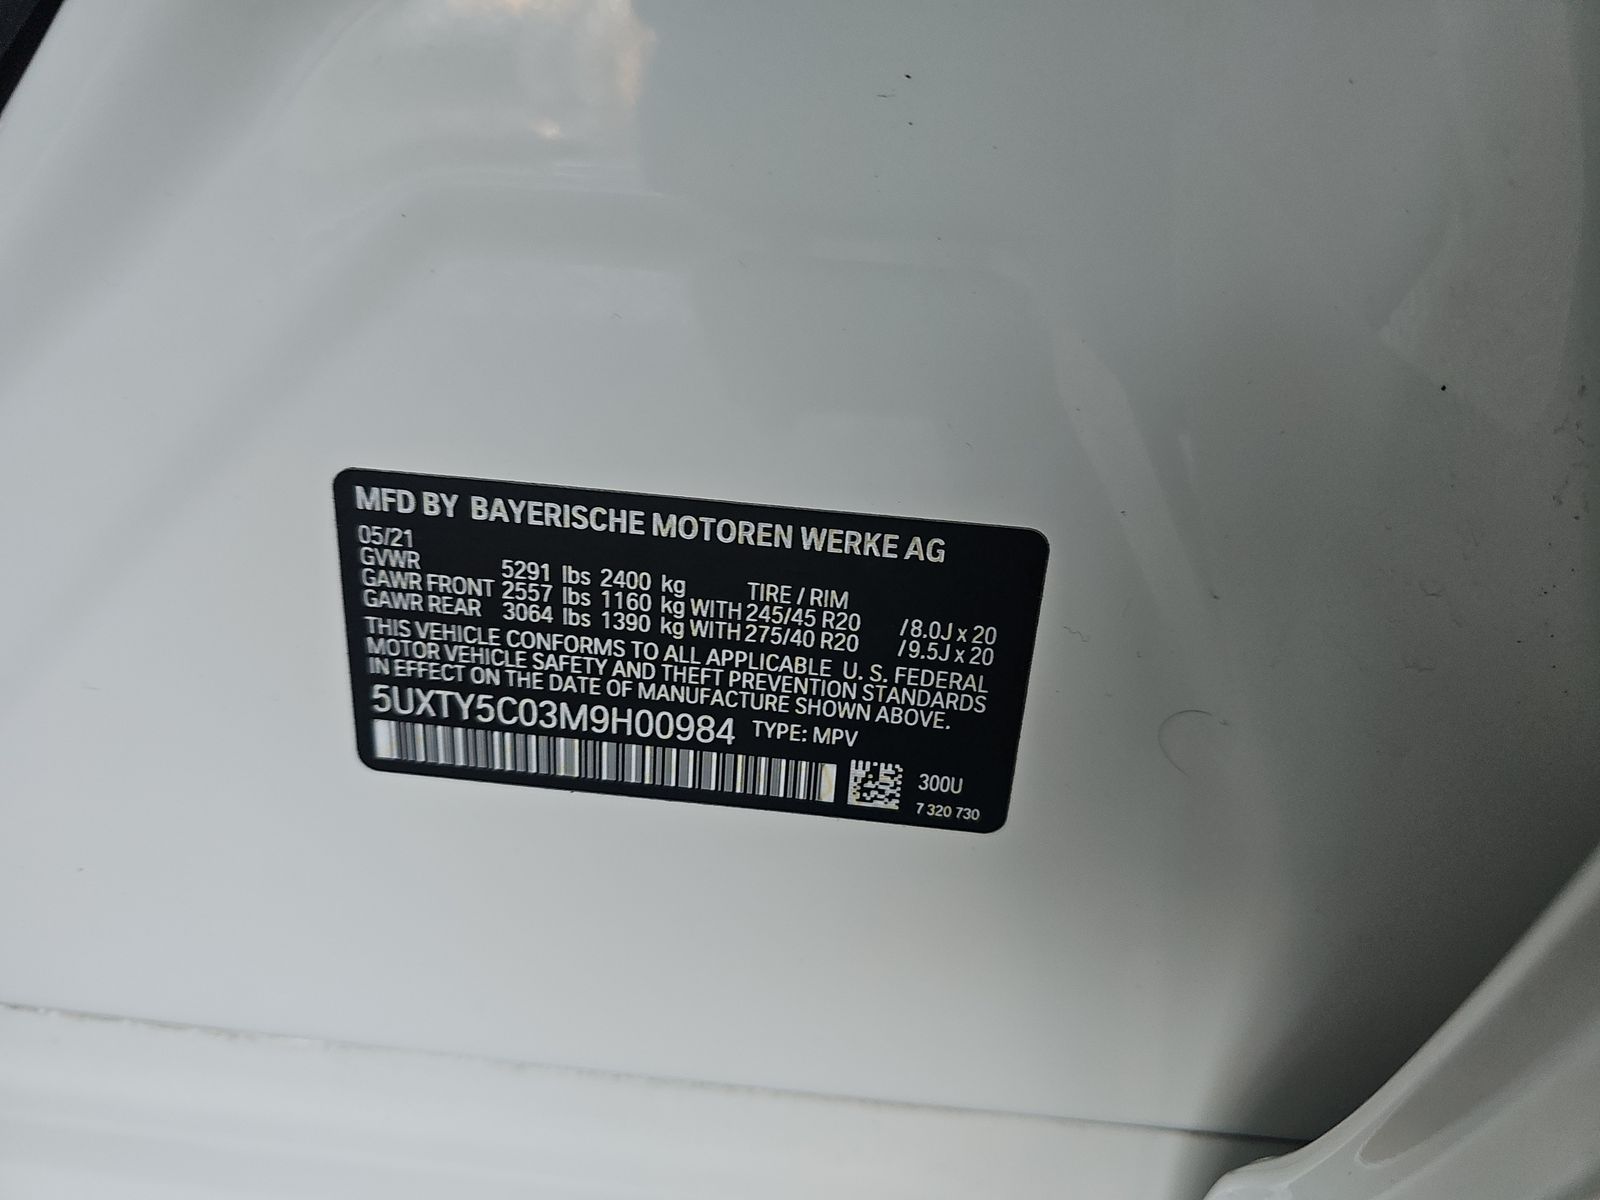 MFD BY BAYERISCHE MOTOREN WERKE AG
05/21
GVWR 5291 lbs 2400 kg TIRE / RIM
GAWR FRONT 2557 lbs 1160 kg WITH 245/45 R20 / 8.0J x 20
GAWR REAR 3064 lbs 1390 kg WITH 275/40 R20 / 9.5J x 20
THIS VEHICLE CONFORMS TO ALL APPLICABLE U. S. FEDERAL
MOTOR VEHICLE SAFETY AND THEFT PREVENTION STANDARDS
IN EFFECT ON THE DATE OF MANUFACTURE SHOWN ABOVE.
5UXTY5C03M9H00984 TYPE: MPV
300U
7 320 730